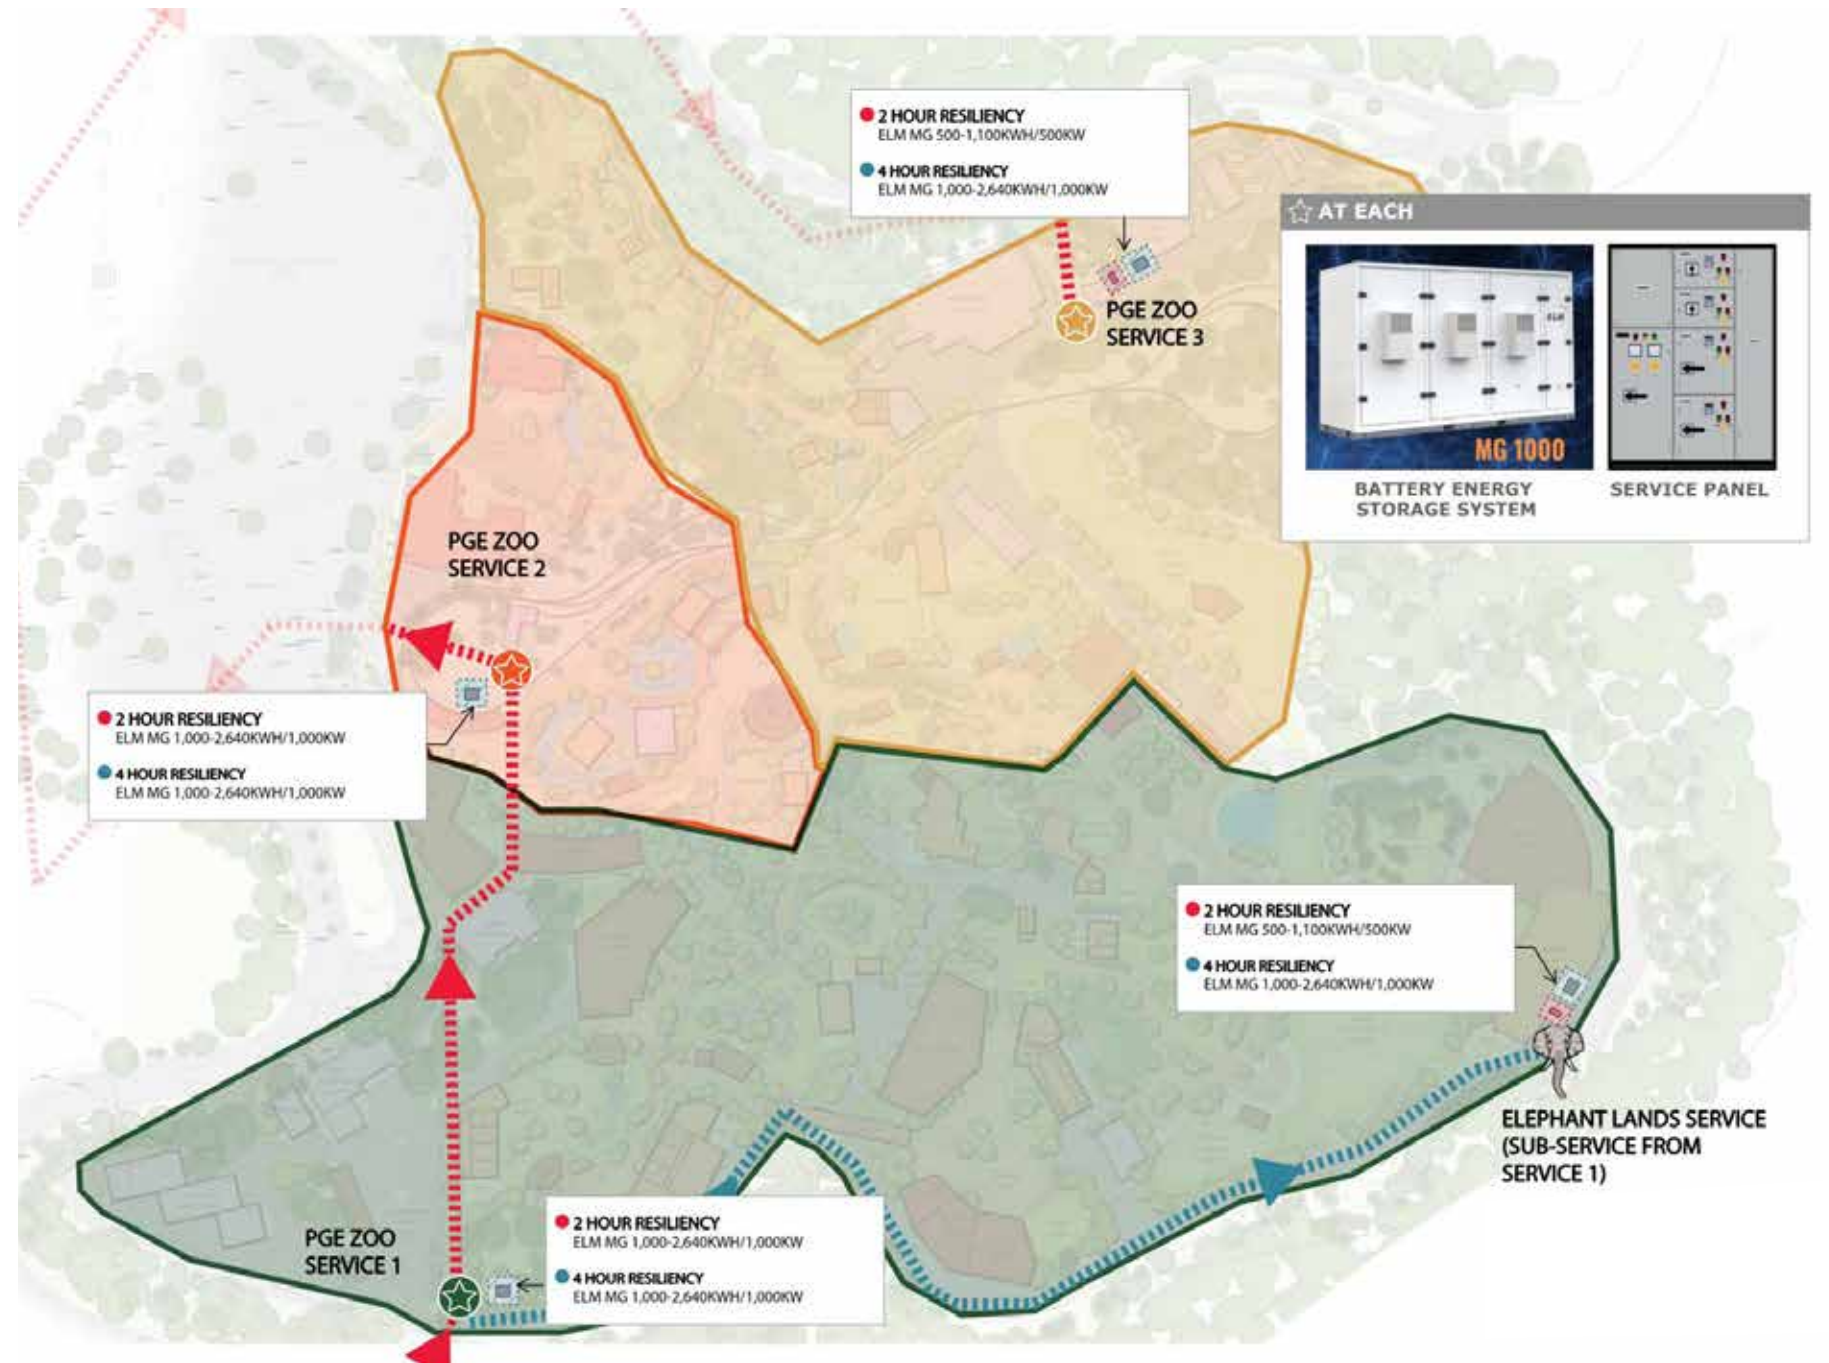 2 HOUR RESILIENCY
ELM MG 500-1,100KWH/500KW
4 HOUR RESILIENCY
ELM MG 1,000-2,640KWH/1,000KW
AT EACH
MG 1000
BATTERY ENERGY
STORAGE SYSTEM
SERVICE PANEL
PGE ZOO
SERVICE 3
PGE ZOO
SERVICE 2
2 HOUR RESILIENCY
ELM MG 1,000-2,640KWH/1,000KW
4 HOUR RESILIENCY
ELM MG 1,000-2,640KWH/1,000KW
2 HOUR RESILIENCY
ELM MG 500-1,100KWH/500KW
4 HOUR RESILIENCY
ELM MG 1,000-2,640KWH/1,000KW
ELEPHANT LANDS SERVICE
(SUB-SERVICE FROM
SERVICE 1)
PGE ZOO
SERVICE 1
2 HOUR RESILIENCY
ELM MG 1,000-2,640KWH/1,000KW
4 HOUR RESILIENCY
ELM MG 1,000-2,640KWH/1,000KW